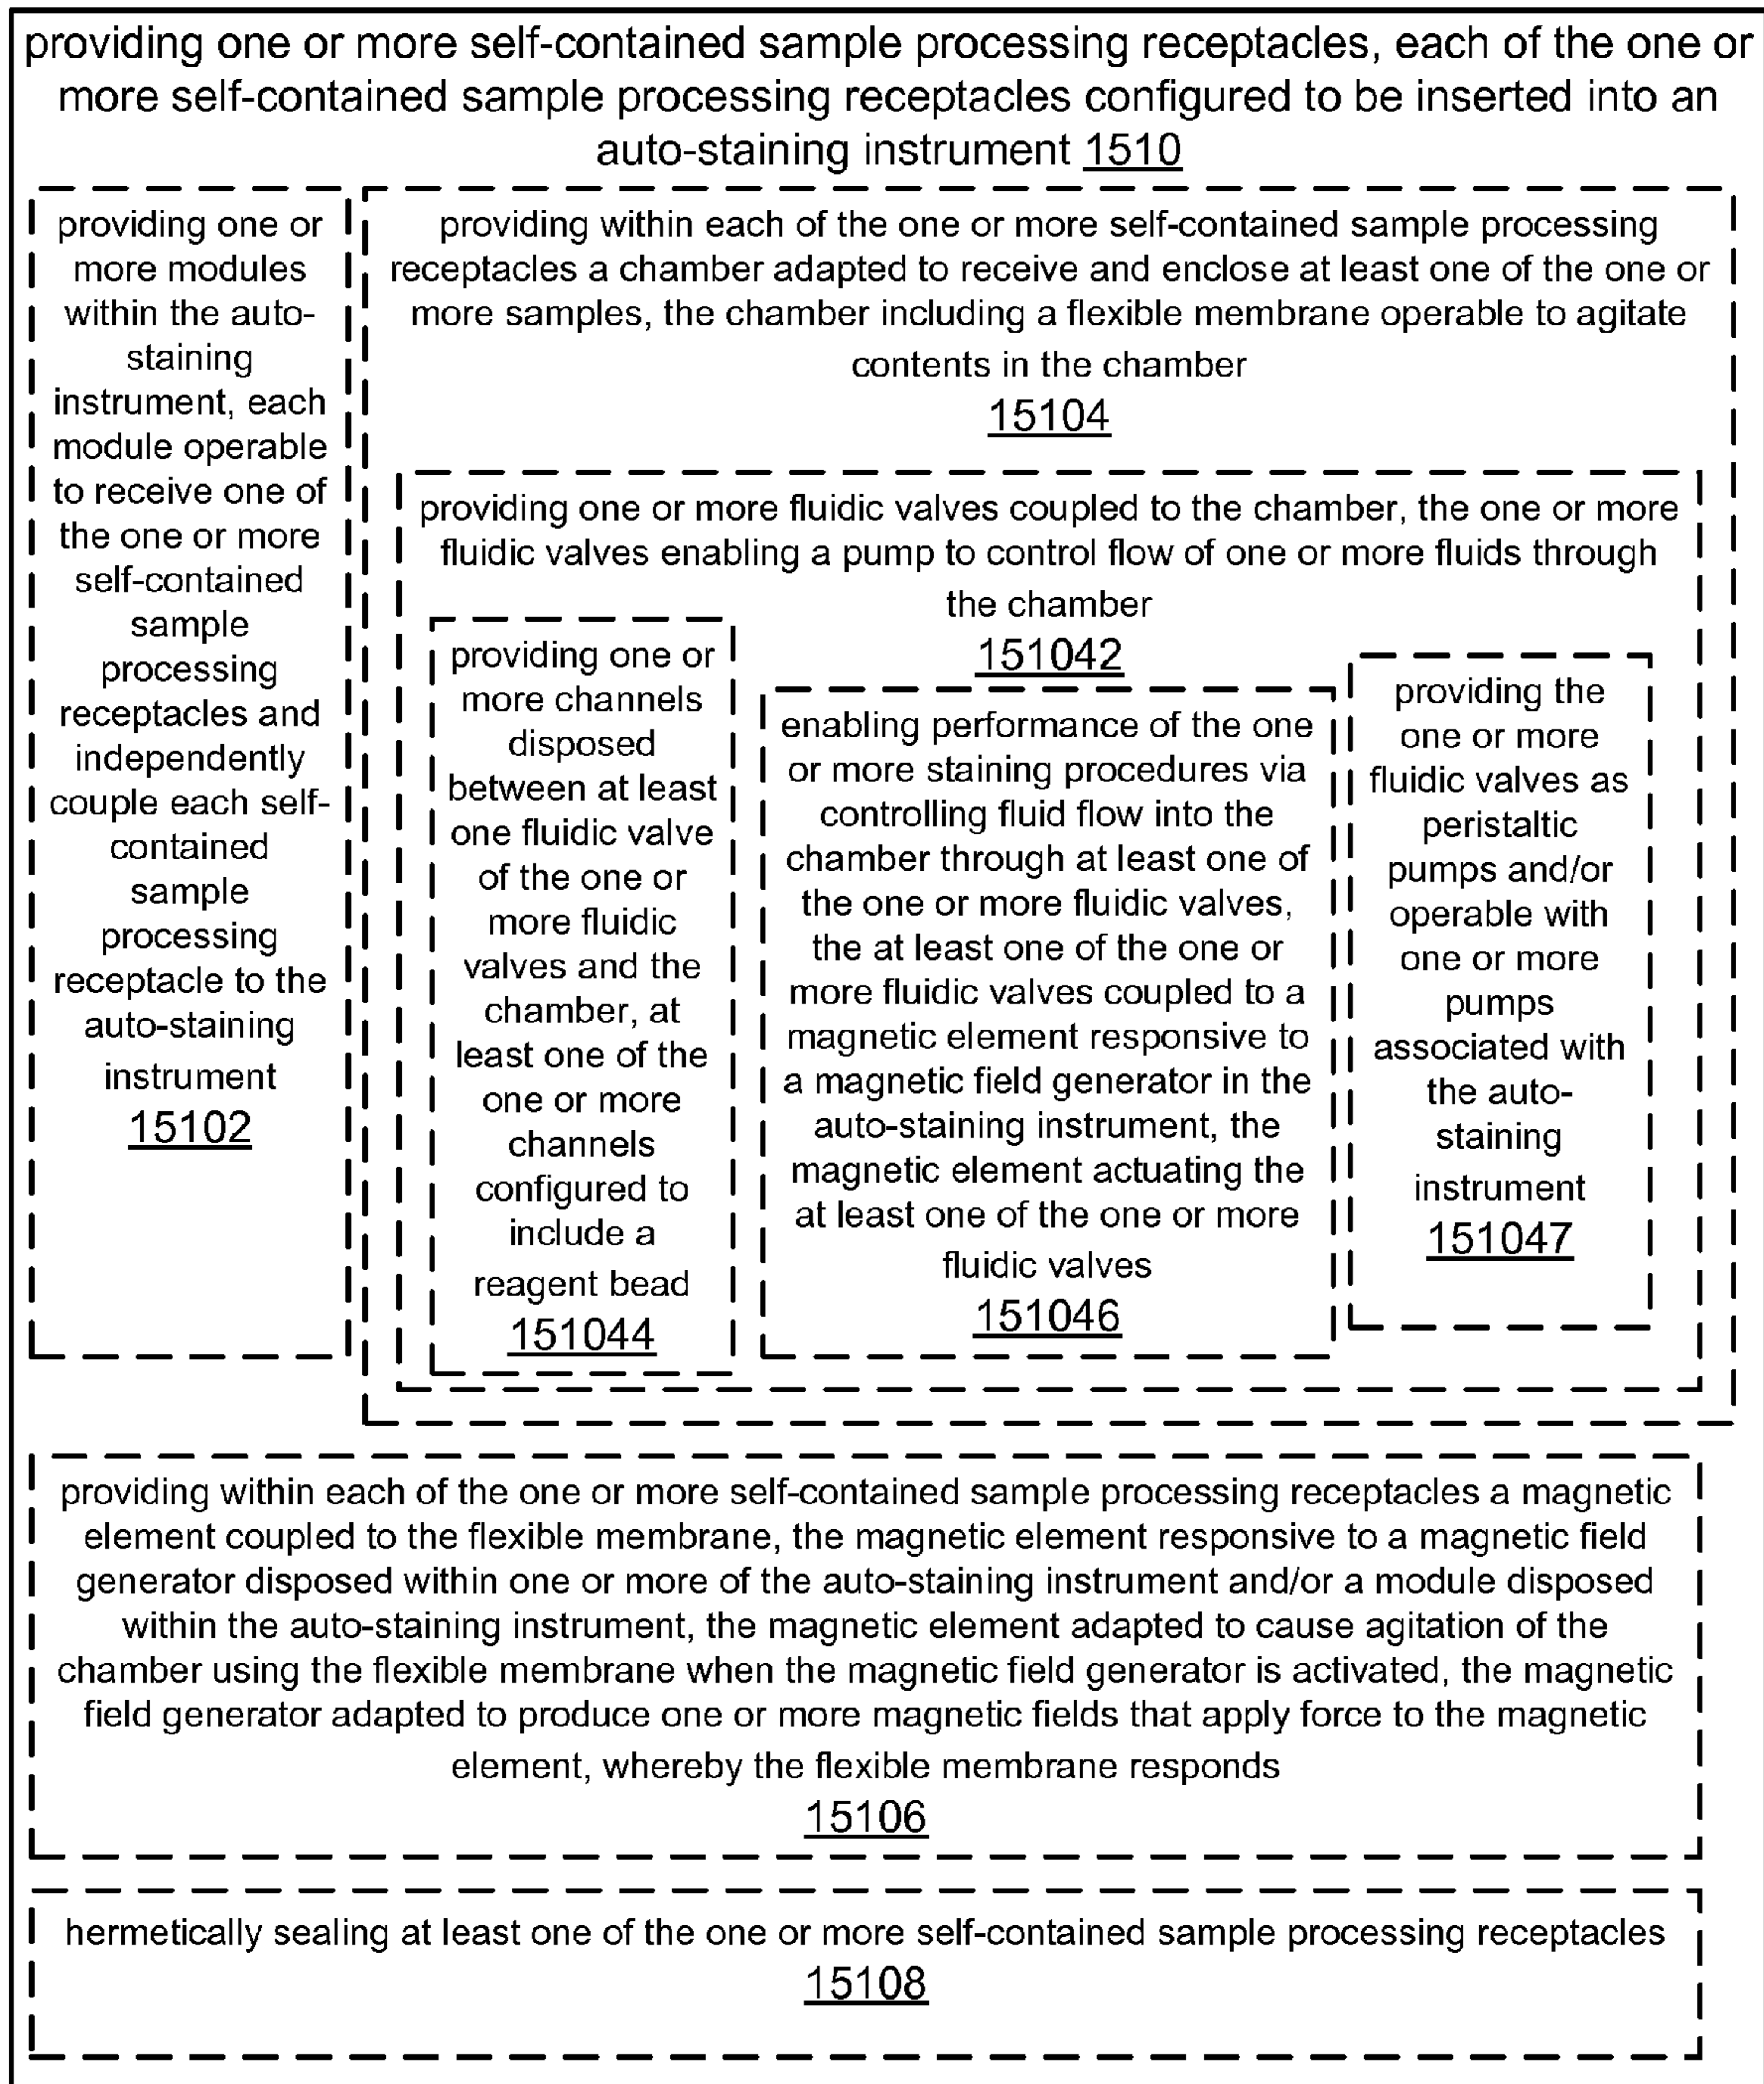 providing one or more self-contained sample processing receptacles, each of the one or
more self-contained sample processing receptacles configured to be inserted into an
auto-staining instrument 1510
providing one or
more modules
within the auto-
staining
instrument, each
module operable
to receive one of
the one or more
self-contained
sample
processing
receptacles and
independently
couple each self-
contained
sample
processing
receptacle to the
auto-staining
instrument
15102
providing within each of the one or more self-contained sample processing
receptacles a chamber adapted to receive and enclose at least one of the one or
more samples, the chamber including a flexible membrane operable to agitate
contents in the chamber
15104
providing one or more fluidic valves coupled to the chamber, the one or more
fluidic valves enabling a pump to control flow of one or more fluids through
the chamber
151042
providing one or
more channels
disposed
between at least
one fluidic valve
of the one or
more fluidic
valves and the
chamber, at
least one of the
one or more
channels
configured to
include a
reagent bead
151044
enabling performance of the one
or more staining procedures via
controlling fluid flow into the
chamber through at least one of
the one or more fluidic valves,
the at least one of the one or
more fluidic valves coupled to a
magnetic element responsive to
a magnetic field generator in the
auto-staining instrument, the
magnetic element actuating the
at least one of the one or more
fluidic valves
151046
providing the
one or more
fluidic valves as
peristaltic
pumps and/or
operable with
one or more
pumps
associated with
the auto-
staining
instrument
151047
providing within each of the one or more self-contained sample processing receptacles a magnetic
element coupled to the flexible membrane, the magnetic element responsive to a magnetic field
generator disposed within one or more of the auto-staining instrument and/or a module disposed
within the auto-staining instrument, the magnetic element adapted to cause agitation of the
chamber using the flexible membrane when the magnetic field generator is activated, the magnetic
field generator adapted to produce one or more magnetic fields that apply force to the magnetic
element, whereby the flexible membrane responds
15106
hermetically sealing at least one of the one or more self-contained sample processing receptacles
15108